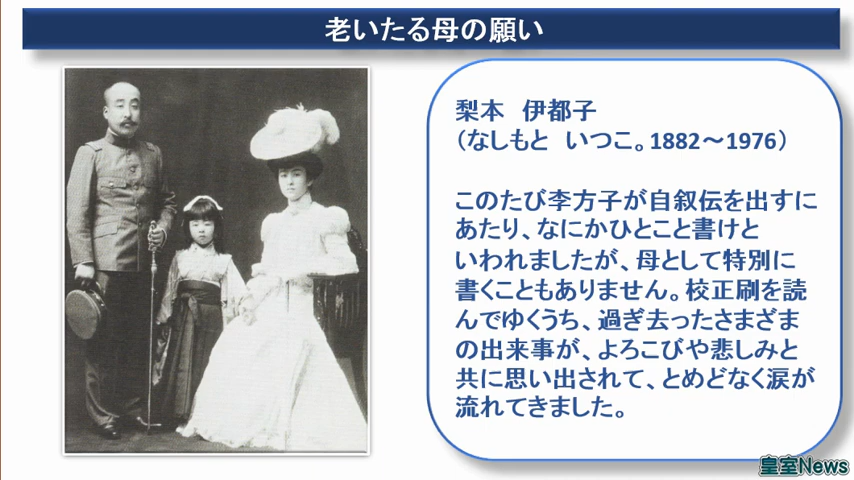 老いたる母の願い
梨本　伊都子
（なしもと　いつこ。1882～1976）
このたび李方子が自叙伝を出すに
あたり、なにかひとこと書けと
いわれましたが、母として特別に
書くこともありません。校正刷を読
んでゆくうち、過ぎ去ったさまざま
の出来事が、よろこびや悲しみと
共に思い出されて、とめどなく涙が
流れてきました。
皇室News